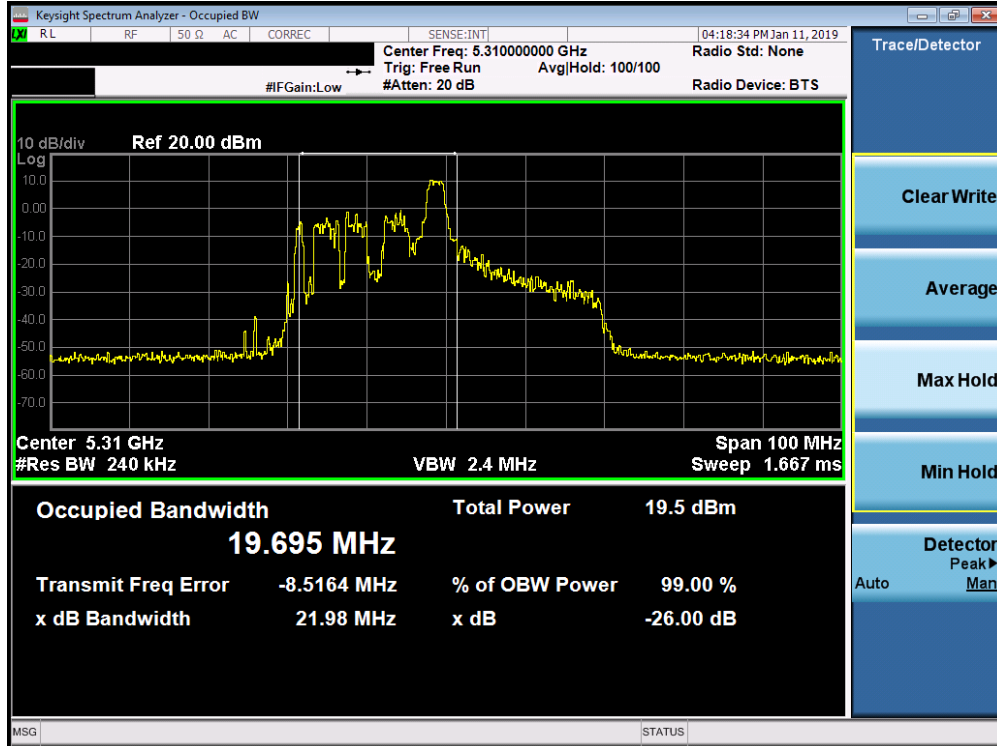 Keysight Spectrum Analyzer - Occupied BW
LXI RL RF 50 Ω AC CORREC SENSE:INT 04:18:34 PM Jan 11, 2019
Center Freq: 5.310000000 GHz Radio Std: None
Trig: Free Run Avg|Hold: 100/100
#IFGain:Low #Atten: 20 dB Radio Device: BTS
Trace/Detector
10 dB/div Ref 20.00 dBm
Log
10.0
0.00
-10.0
-20.0
-30.0
-40.0
-50.0
-60.0
-70.0
Center 5.31 GHz Span 100 MHz
#Res BW 240 kHz VBW 2.4 MHz Sweep 1.667 ms
Occupied Bandwidth Total Power 19.5 dBm
19.695 MHz
Transmit Freq Error -8.5164 MHz % of OBW Power 99.00 %
x dB Bandwidth 21.98 MHz x dB -26.00 dB
Clear Write
Average
Max Hold
Min Hold
Detector
Peak▶
Auto Man
MSG STATUS